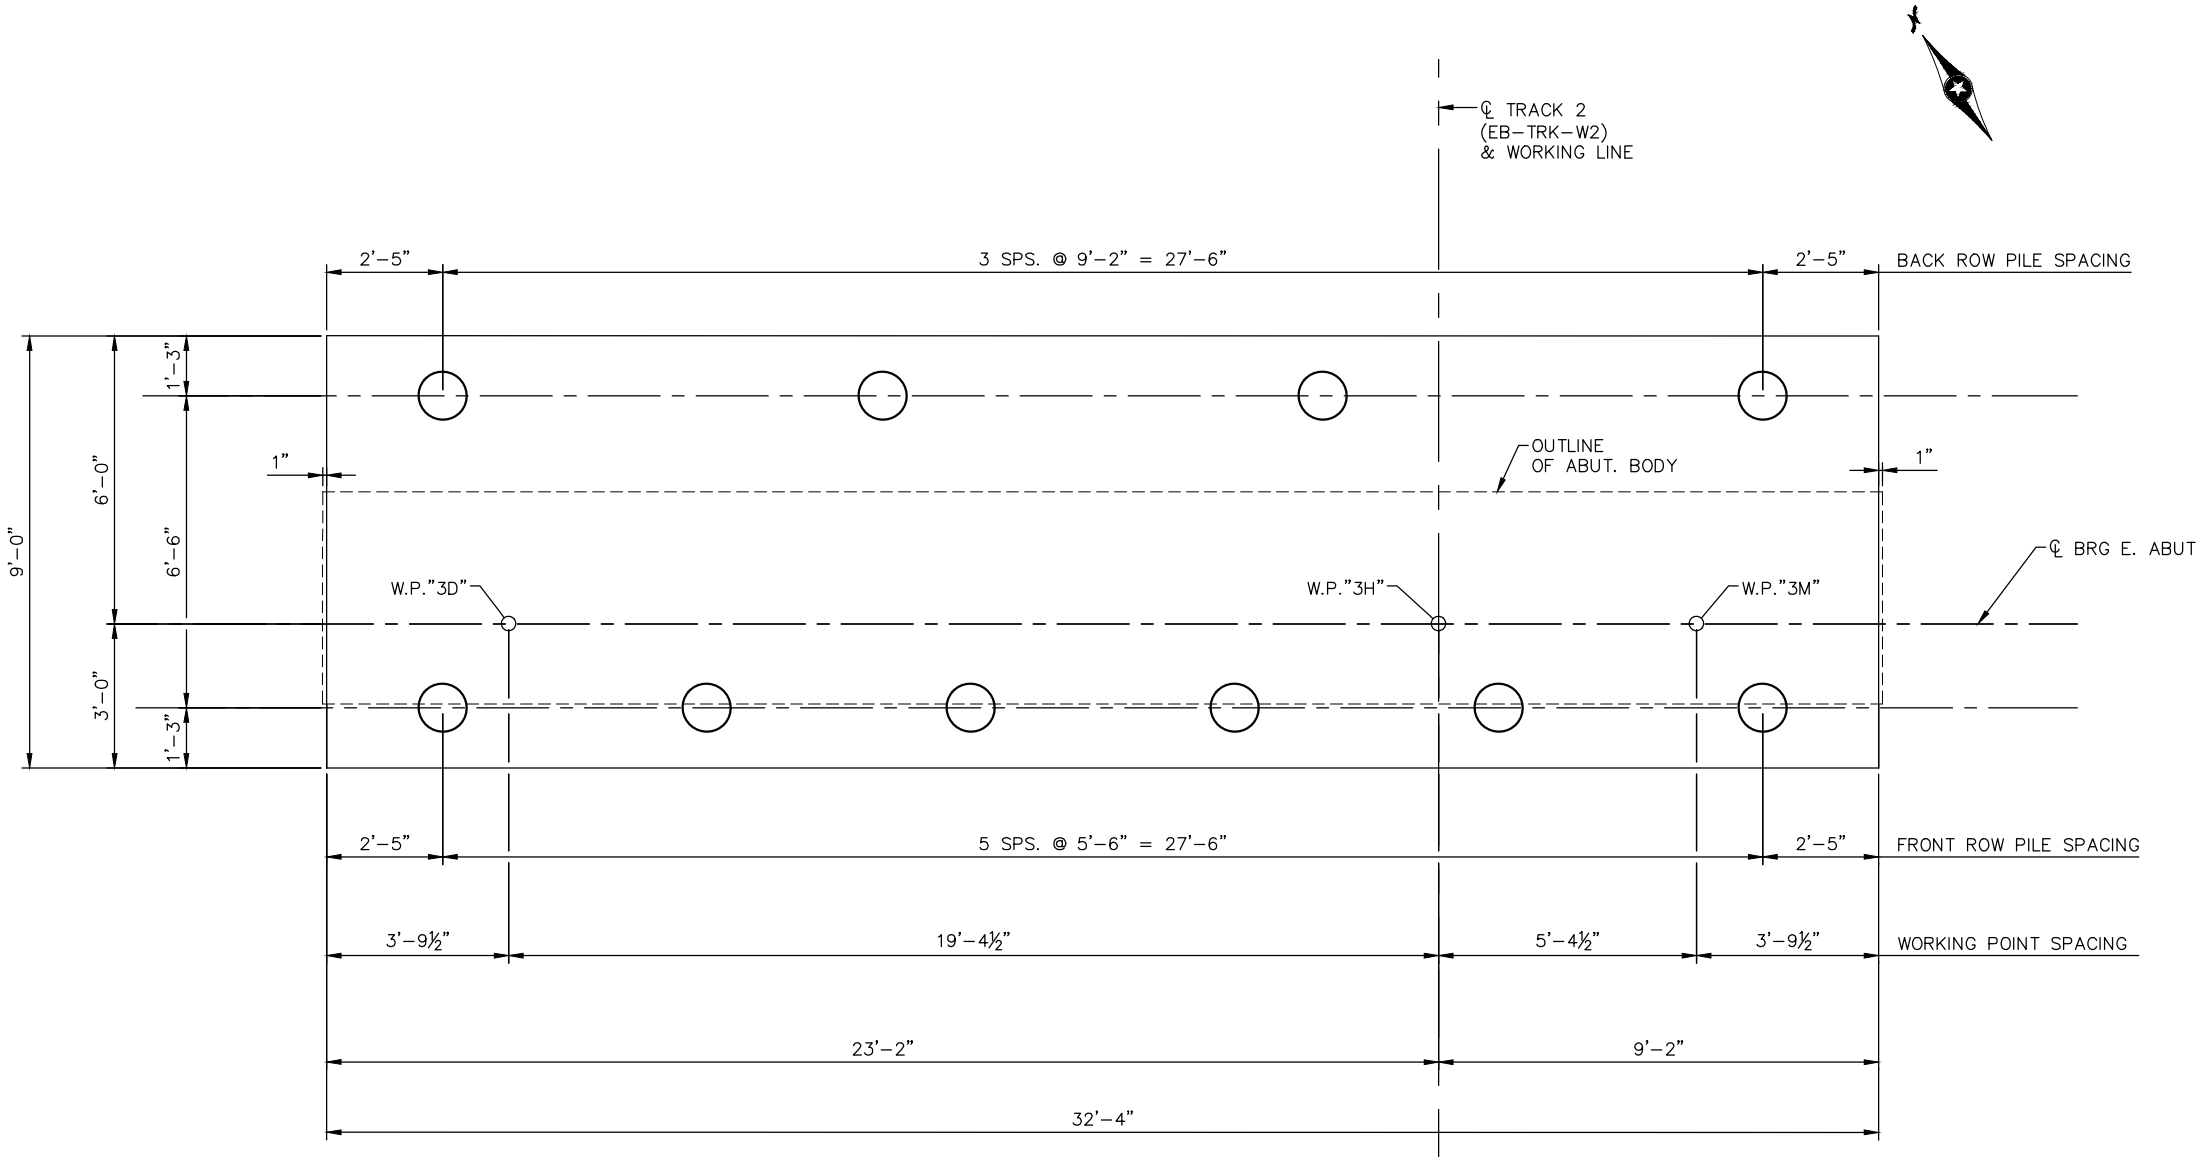 N
℄ TRACK 2
(EB-TRK-W2)
& WORKING LINE
2'-5"
3 SPS. @ 9'-2" = 27'-6"
2'-5"
BACK ROW PILE SPACING
1'-3"
OUTLINE
OF ABUT. BODY
1"
1"
6'-0"
9'-0"
6'-6"
℄ BRG E. ABUT
W.P."3D"
W.P."3H"
W.P."3M"
3'-0"
1'-3"
2'-5"
5 SPS. @ 5'-6" = 27'-6"
2'-5"
FRONT ROW PILE SPACING
3'-9½"
19'-4½"
5'-4½"
3'-9½"
WORKING POINT SPACING
23'-2"
9'-2"
32'-4"